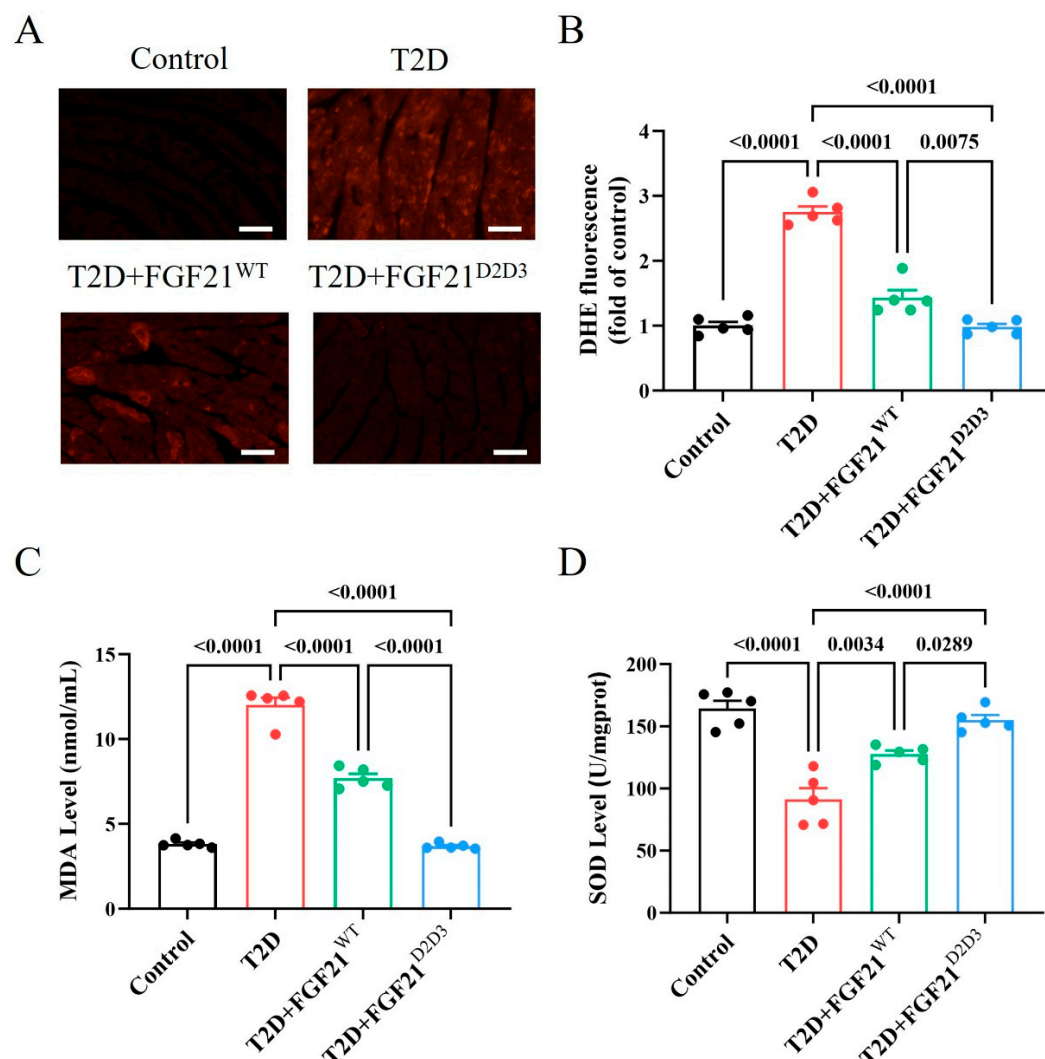 A
Control
T2D
T2D+FGF21WT
T2D+FGF21D2D3
B
<0.0001
<0.0001
<0.0001
0.0075
DHE fluorescence
(fold of control)
4
3
2
1
0
Control
T2D
T2D+FGF21WT
T2D+FGF21D2D3
C
<0.0001
<0.0001
<0.0001
<0.0001
MDA Level (nmol/mL)
15
10
5
0
Control
T2D
T2D+FGF21WT
T2D+FGF21D2D3
D
<0.0001
<0.0001
0.0034
0.0289
SOD Level (U/mgprot)
200
150
100
50
0
Control
T2D
T2D+FGF21WT
T2D+FGF21D2D3